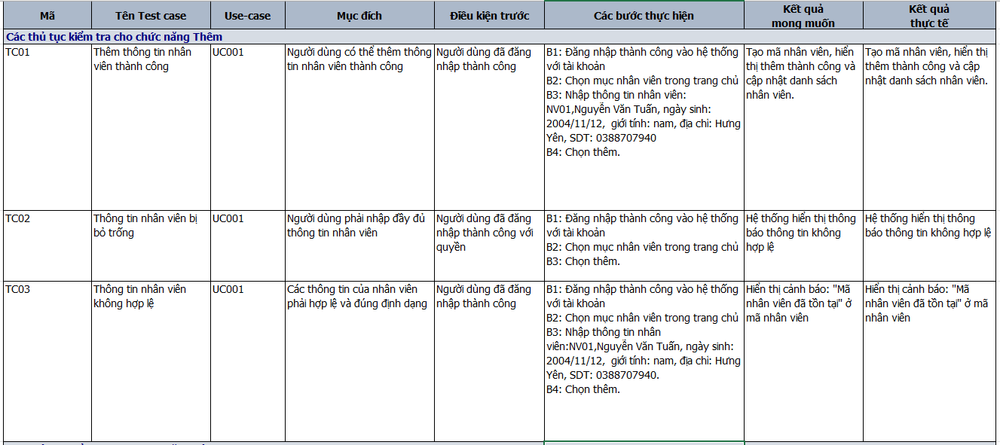 Mã
Tên Test case
Use-case
Mục đích
Điều kiện trước
Các bước thực hiện
Kết quả
mong muốn
Kết quả
thực tế
Các thủ tục kiểm tra cho chức năng Thêm
TC01
Thêm thông tin nhân
viên thành công
UC001
Người dùng có thể thêm thông
tin nhân viên thành công
Người dùng đã đăng
nhập thành công
B1: Đăng nhập thành công vào hệ thống
với tài khoản
B2: Chọn mục nhân viên trong trang chủ
B3: Nhập thông tin nhân viên:
NV01,Nguyễn Văn Tuấn, ngày sinh:
2004/11/12,  giới tính: nam, địa chỉ: Hưng
Yên, SDT: 0388707940
B4: Chọn thêm.
Tạo mã nhân viên, hiển
thị thêm thành công và
cập nhật danh sách
nhân viên.
Tạo mã nhân viên, hiển thị
thêm thành công và cập
nhật danh sách nhân viên.
TC02
Thông tin nhân viên bị
bỏ trống
UC001
Người dùng phải nhập đầy đủ
thông tin nhân viên
Người dùng đã đăng
nhập thành công với
quyền
B1: Đăng nhập thành công vào hệ thống
với tài khoản
B2: Chọn mục nhân viên trong trang chủ
B3: Chọn thêm.
Hệ thống hiển thị thông
báo thông tin không
hợp lệ
Hệ thống hiển thị thông
báo thông tin không hợp lệ
TC03
Thông tin nhân viên
không hợp lệ
UC001
Các thông tin của nhân viên
phải hợp lệ và đúng định dạng
Người dùng đã đăng
nhập thành công
B1: Đăng nhập thành công vào hệ thống
với tài khoản
B2: Chọn mục nhân viên trong trang chủ
B3: Nhập thông tin nhân
viên:NV01,Nguyễn Văn Tuấn, ngày sinh:
2004/11/12,  giới tính: nam, địa chỉ: Hưng
Yên, SDT: 0388707940.
B4: Chọn thêm.
Hiển thị cảnh báo: "Mã
nhân viên đã tồn tại" ở
mã nhân viên
Hiển thị cảnh báo: "Mã
nhân viên đã tồn tại" ở mã
nhân viên